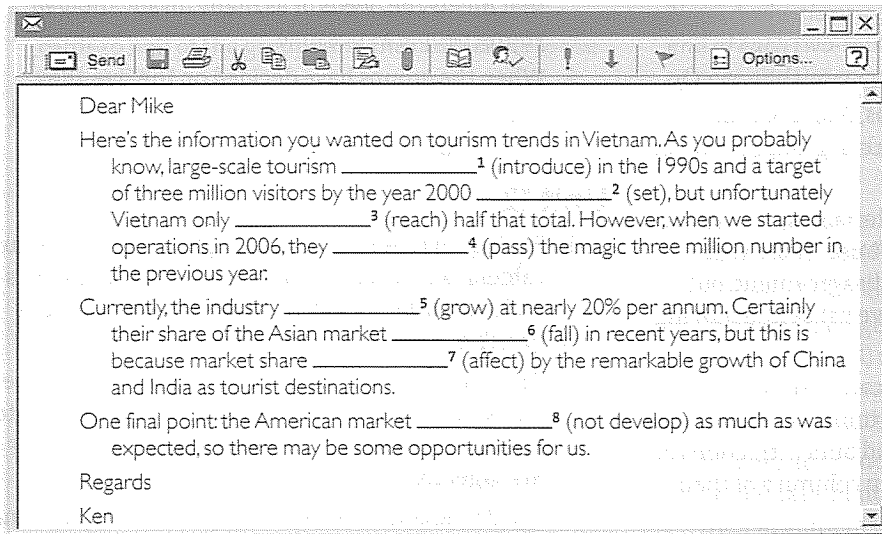 Send
Options...
Dear Mike
Here's the information you wanted on tourism trends in Vietnam. As you probably
know, large-scale tourism ____________¹ (introduce) in the 1990s and a target
of three million visitors by the year 2000 ____________² (set), but unfortunately
Vietnam only ____________³ (reach) half that total. However, when we started
operations in 2006, they ____________⁴ (pass) the magic three million number in
the previous year.
Currently, the industry ____________⁵ (grow) at nearly 20% per annum. Certainly
their share of the Asian market ____________⁶ (fall) in recent years, but this is
because market share ____________⁷ (affect) by the remarkable growth of China
and India as tourist destinations.
One final point: the American market ____________⁸ (not develop) as much as was
expected, so there may be some opportunities for us.
Regards
Ken